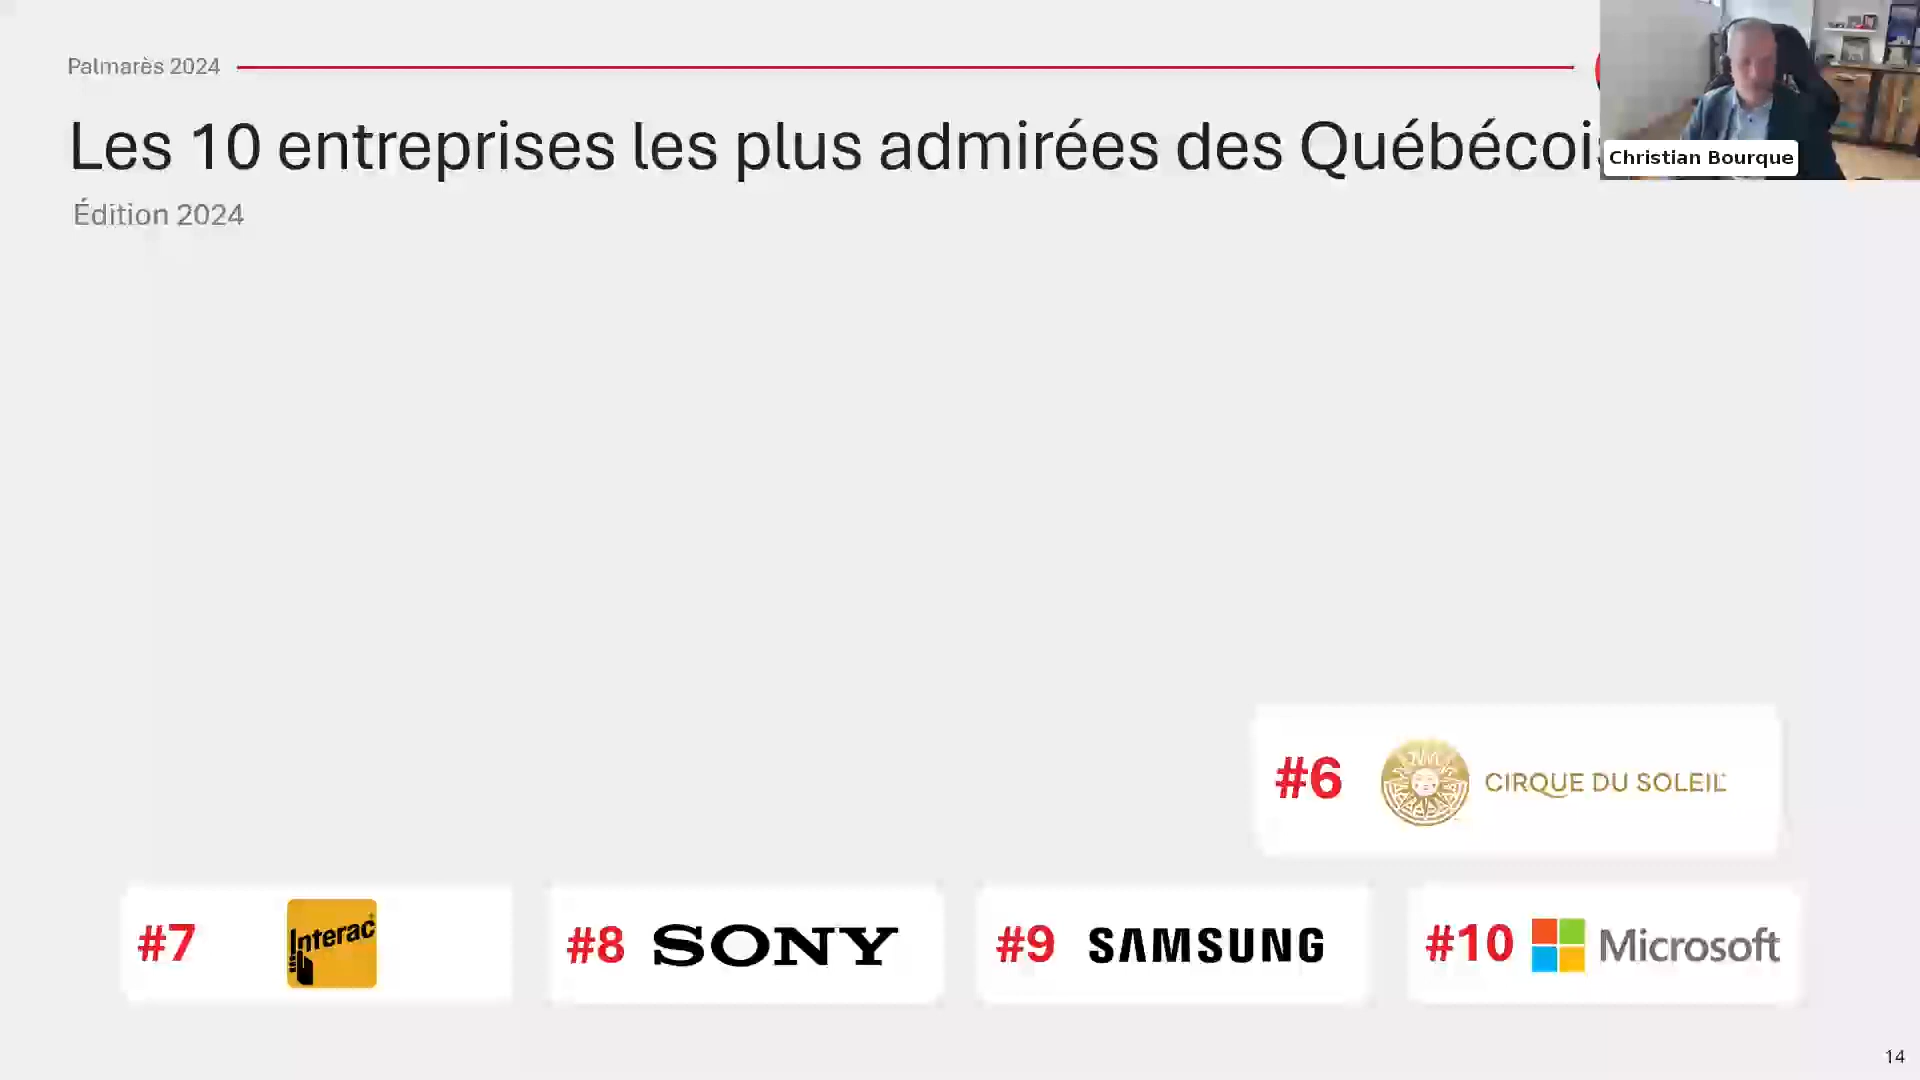 Palmarès 2024
Les 10 entreprises les plus admirées des Québécois
Christian Bourque
Édition 2024
#6 CIRQUE DU SOLEIL
#7 Interac
#8 SONY
#9 SAMSUNG
#10 Microsoft
14